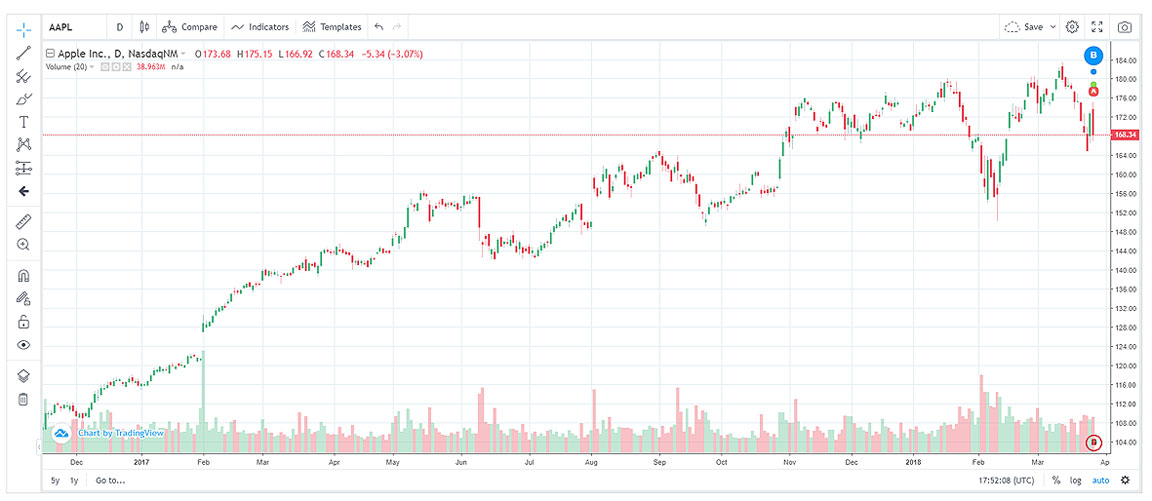 AAPL D Compare Indicators Templates Save
Apple Inc., D, NasdaqNM O173.68 H175.15 L166.92 C168.34 −5.34 (−3.07%)
Volume (20) 38.963M n/a
B
A
184.00
180.00
176.00
172.00
168.34
164.00
160.00
156.00
152.00
148.00
144.00
140.00
136.00
132.00
128.00
124.00
120.00
116.00
112.00
108.00
104.00
Chart by TradingView
Dec 2017 Feb Mar Apr May Jun Jul Aug Sep Oct Nov Dec 2018 Feb Mar Ap
5y 1y Go to... 17:52:08 (UTC) % log auto